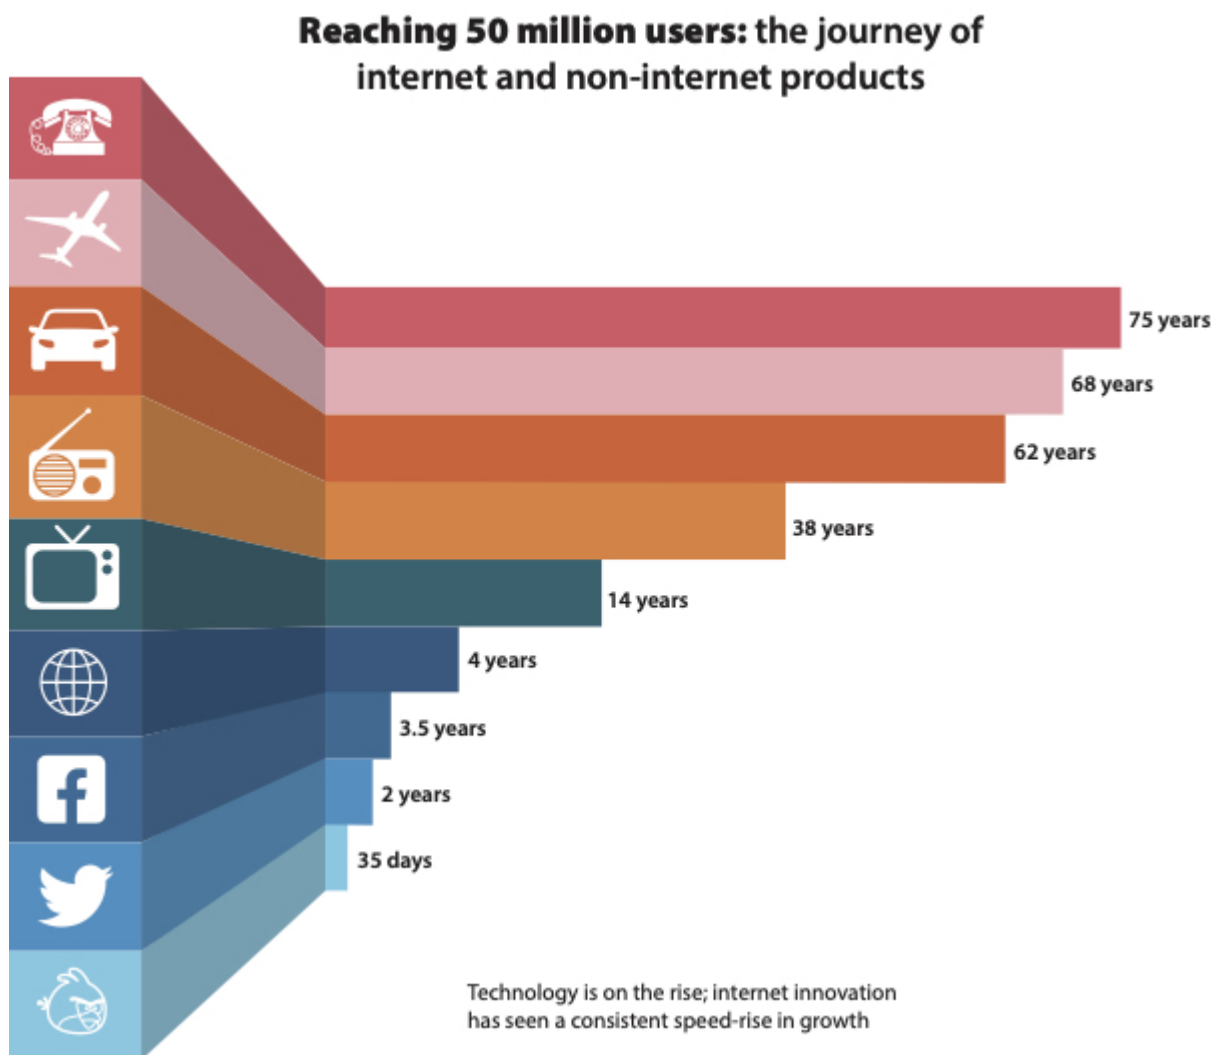 Reaching 50 million users: the journey of
internet and non-internet products
75 years
68 years
62 years
38 years
14 years
4 years
3.5 years
2 years
35 days
Technology is on the rise; internet innovation
has seen a consistent speed-rise in growth